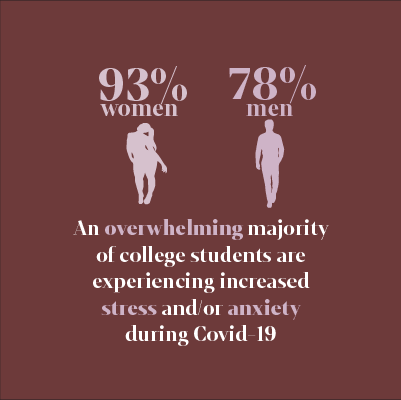 93% 78%
women men
An overwhelming majority
of college students are
experiencing increased
stress and/or anxiety
during Covid-19